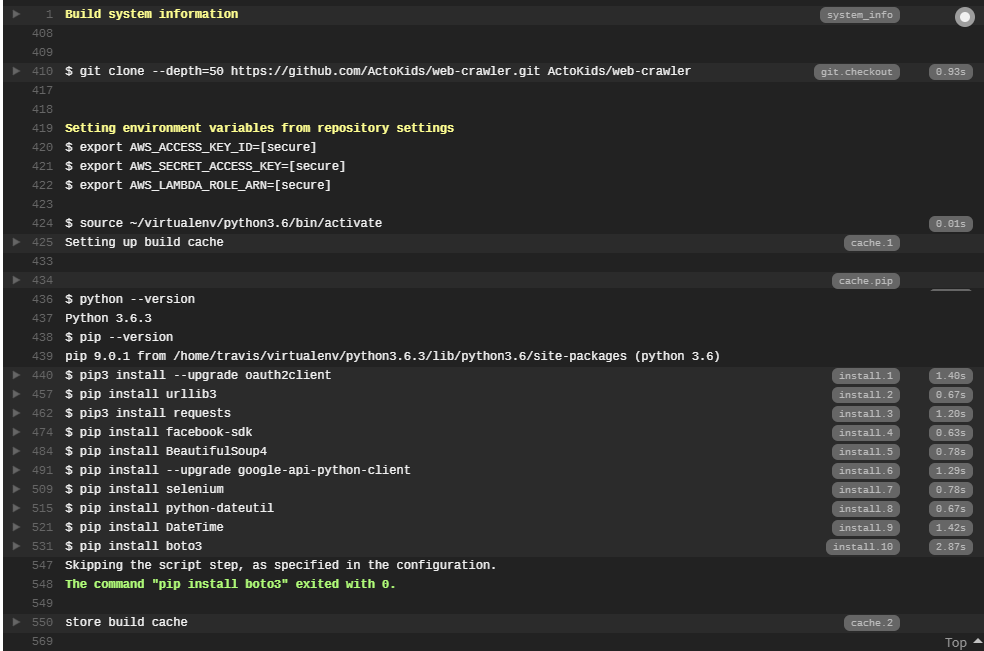 1 Build system information system_info
408
409
410 $ git clone --depth=50 https://github.com/ActoKids/web-crawler.git ActoKids/web-crawler git.checkout 0.93s
417
418
419 Setting environment variables from repository settings
420 $ export AWS_ACCESS_KEY_ID=[secure]
421 $ export AWS_SECRET_ACCESS_KEY=[secure]
422 $ export AWS_LAMBDA_ROLE_ARN=[secure]
423
424 $ source ~/virtualenv/python3.6/bin/activate 0.01s
425 Setting up build cache cache.1
433
434 cache.pip
436 $ python --version
437 Python 3.6.3
438 $ pip --version
439 pip 9.0.1 from /home/travis/virtualenv/python3.6.3/lib/python3.6/site-packages (python 3.6)
440 $ pip3 install --upgrade oauth2client install.1 1.40s
457 $ pip install urllib3 install.2 0.67s
462 $ pip3 install requests install.3 1.20s
474 $ pip install facebook-sdk install.4 0.63s
484 $ pip install BeautifulSoup4 install.5 0.78s
491 $ pip install --upgrade google-api-python-client install.6 1.29s
509 $ pip install selenium install.7 0.78s
515 $ pip install python-dateutil install.8 0.67s
521 $ pip install DateTime install.9 1.42s
531 $ pip install boto3 install.10 2.87s
547 Skipping the script step, as specified in the configuration.
548 The command "pip install boto3" exited with 0.
549
550 store build cache cache.2
569 Top